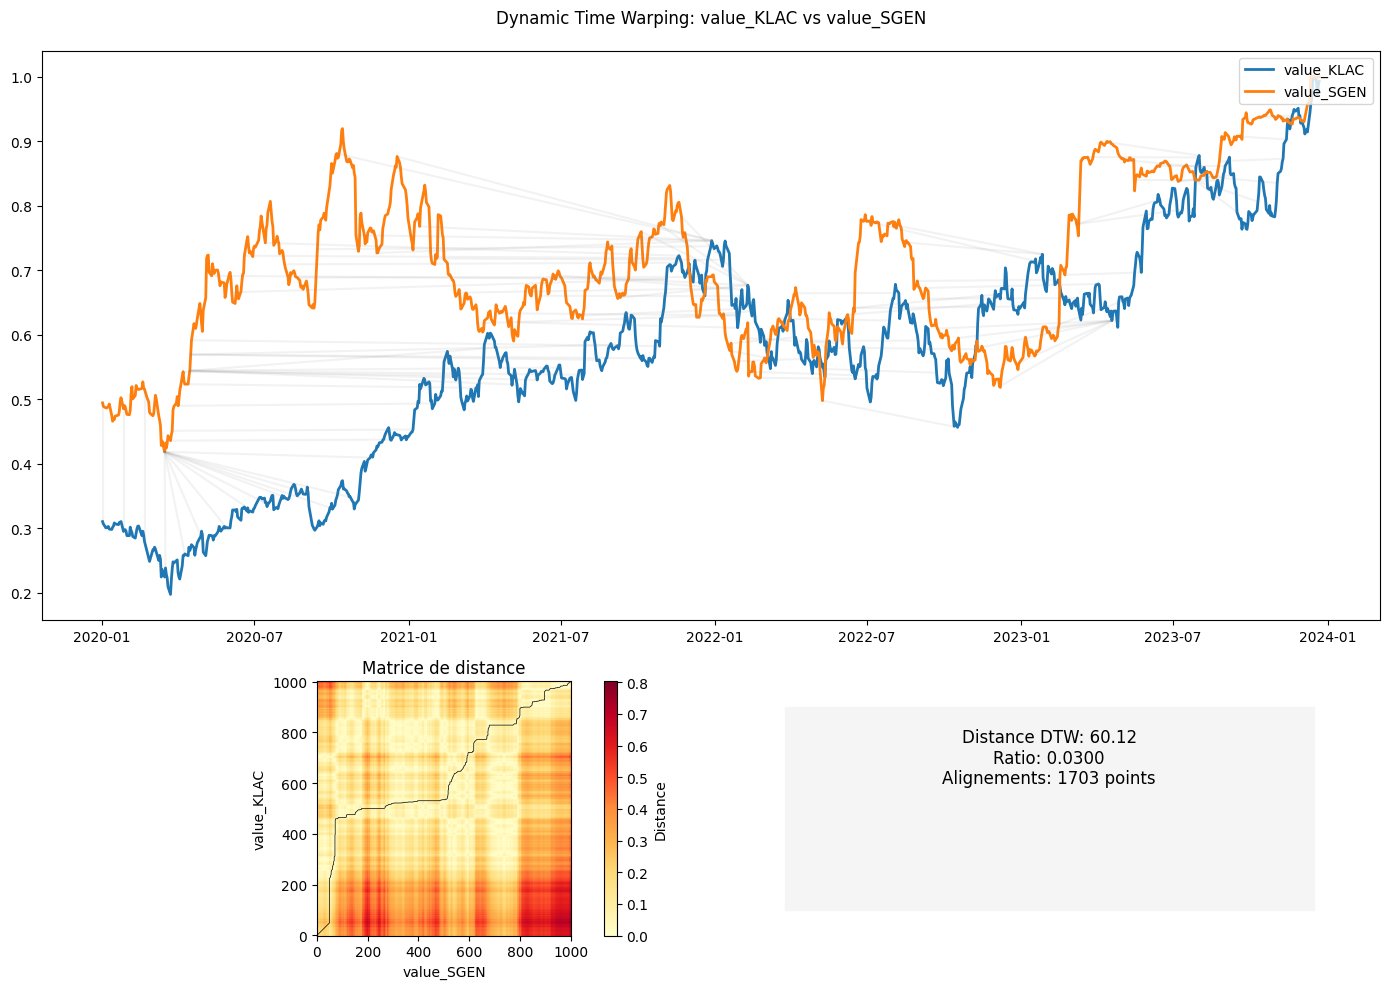 Dynamic Time Warping: value_KLAC vs value_SGEN
value_KLAC
value_SGEN
1.0
0.9
0.8
0.7
0.6
0.5
0.4
0.3
0.2
2020-01 2020-07 2021-01 2021-07 2022-01 2022-07 2023-01 2023-07 2024-01
Matrice de distance
value_KLAC
1000
800
600
400
200
0
0 200 400 600 800 1000
value_SGEN
0.8
0.7
0.6
0.5
0.4
0.3
0.2
0.1
0.0
Distance
Distance DTW: 60.12
Ratio: 0.0300
Alignements: 1703 points